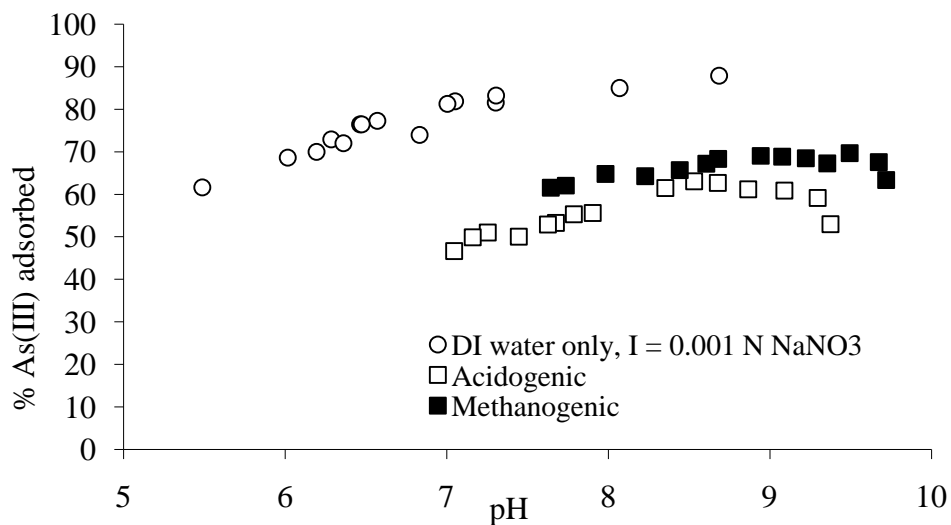 100
90
80
70
60
50
40
30
20
10
0
% As(III) adsorbed
DI water only, I = 0.001 N NaNO3
Acidogenic
Methanogenic
5 6 7 8 9 10
pH